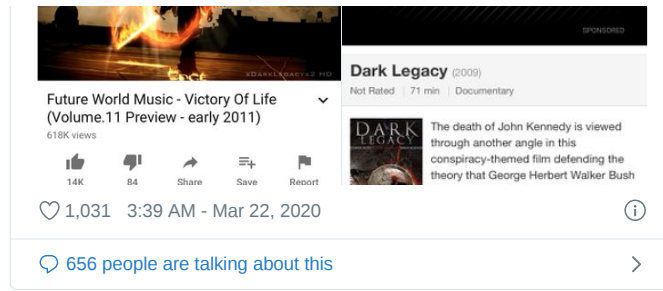 SPONSORED
EDGE
XDARKLEGACYX2 HD
Dark Legacy (2009)
Not Rated | 71 min | Documentary
Future World Music - Victory Of Life
(Volume.11 Preview - early 2011)
618K views
14K
84
Share
Save
Report
DARK
LEGACY
The death of John Kennedy is viewed
through another angle in this
conspiracy-themed film defending the
theory that George Herbert Walker Bush
1,031 3:39 AM - Mar 22, 2020
656 people are talking about this